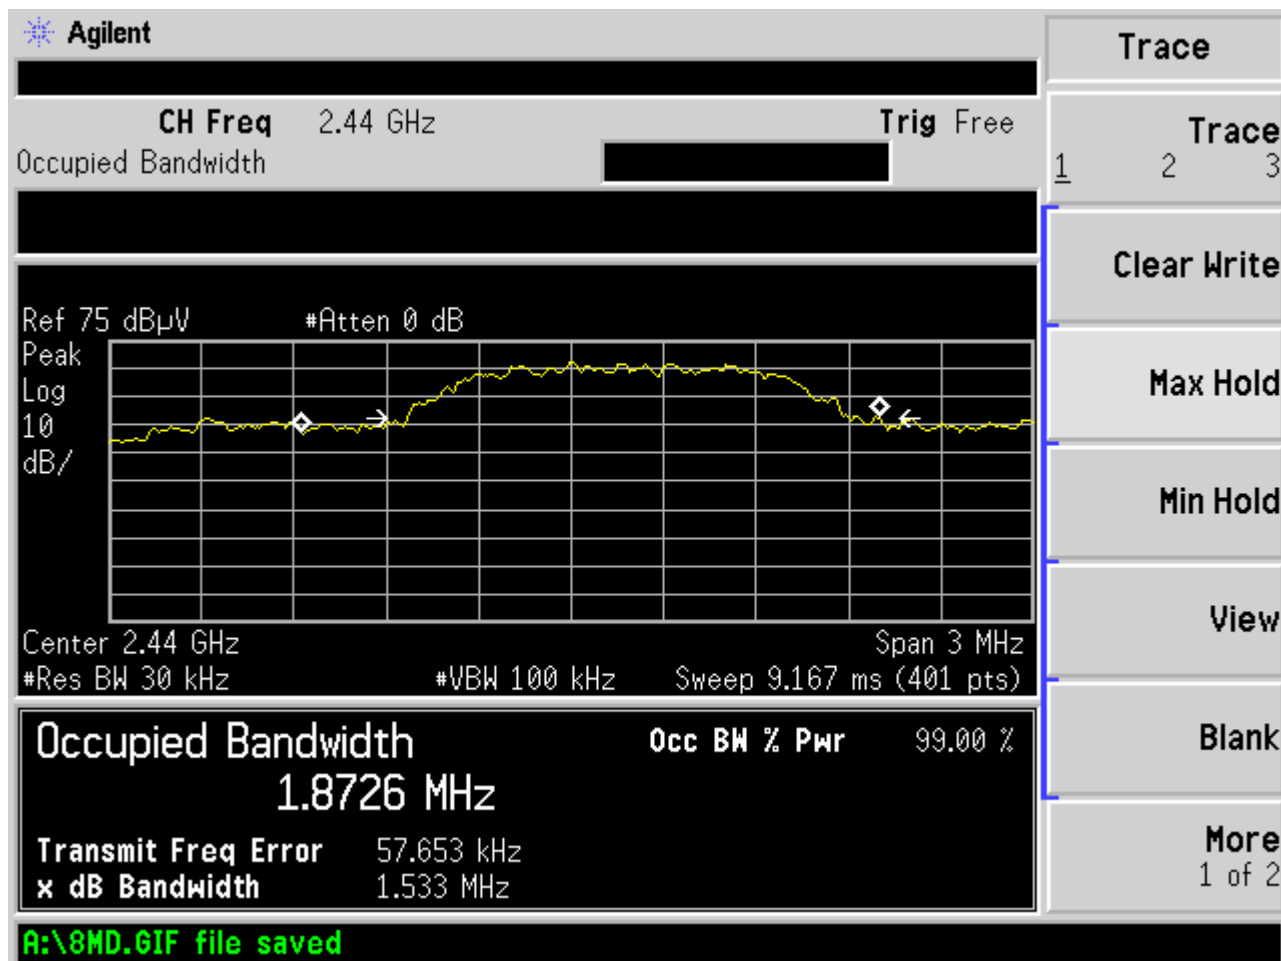 Agilent
Trace
CH Freq 2.44 GHz Trig Free
Occupied Bandwidth
Trace
1 2 3
Clear Write
Ref 75 dBµV #Atten 0 dB
Peak
Log
10
dB/
Max Hold
Min Hold
View
Center 2.44 GHz Span 3 MHz
#Res BW 30 kHz #VBW 100 kHz Sweep 9.167 ms (401 pts)
Occupied Bandwidth Occ BW % Pwr 99.00 %
1.8726 MHz
Blank
Transmit Freq Error 57.653 kHz
x dB Bandwidth 1.533 MHz
More
1 of 2
A:\8MD.GIF file saved